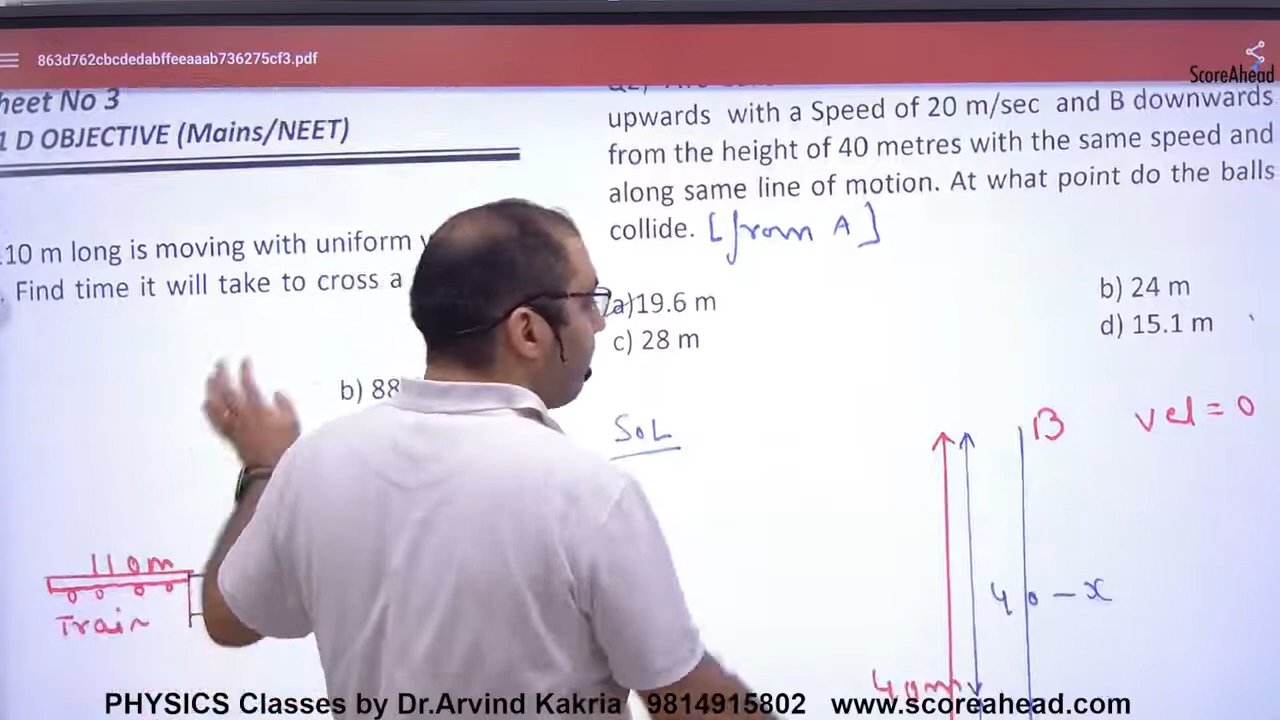 863d762cbcdedabffeeaaab736275cf3.pdf
ScoreAhead
heet No 3
1 D OBJECTIVE (Mains/NEET)
10 m long is moving with uniform
. Find time it will take to cross a
b) 88
110m
Train
upwards with a Speed of 20 m/sec and B downwards
from the height of 40 metres with the same speed and
along same line of motion. At what point do the balls
collide. [from A]
a) 19.6 m
b) 24 m
c) 28 m
d) 15.1 m
SOL
B
vel = 0
40 - x
40m
PHYSICS Classes by Dr.Arvind Kakria 9814915802 www.scoreahead.com